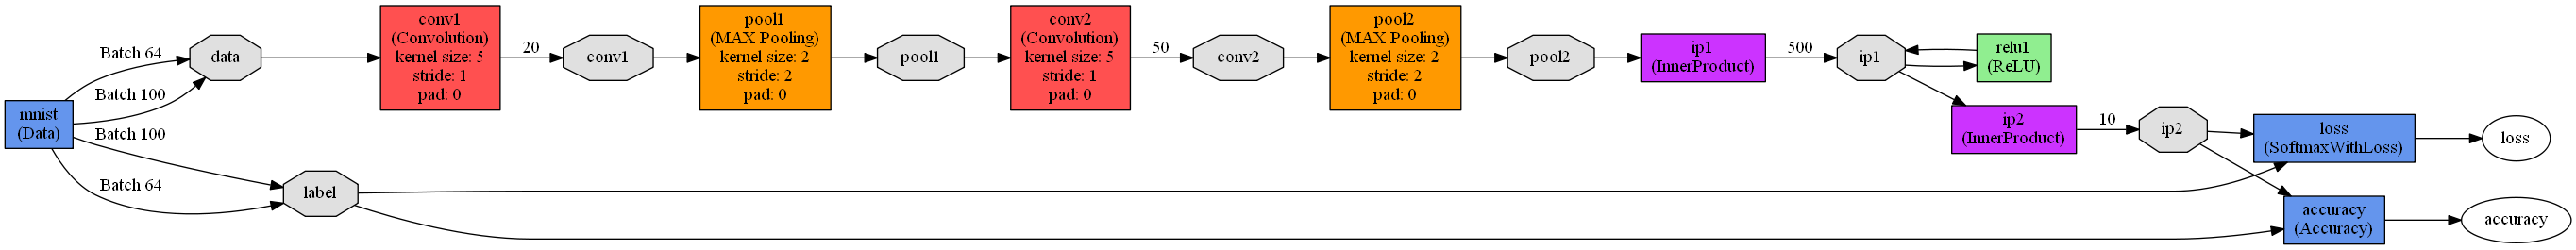 mnist
(Data)
Batch 64
Batch 100
Batch 100
Batch 64
data
label
conv1
(Convolution)
kernel size: 5
stride: 1
pad: 0
20
conv1
pool1
(MAX Pooling)
kernel size: 2
stride: 2
pad: 0
pool1
conv2
(Convolution)
kernel size: 5
stride: 1
pad: 0
50
conv2
pool2
(MAX Pooling)
kernel size: 2
stride: 2
pad: 0
pool2
ip1
(InnerProduct)
500
ip1
relu1
(ReLU)
ip2
(InnerProduct)
10
ip2
loss
(SoftmaxWithLoss)
loss
accuracy
(Accuracy)
accuracy